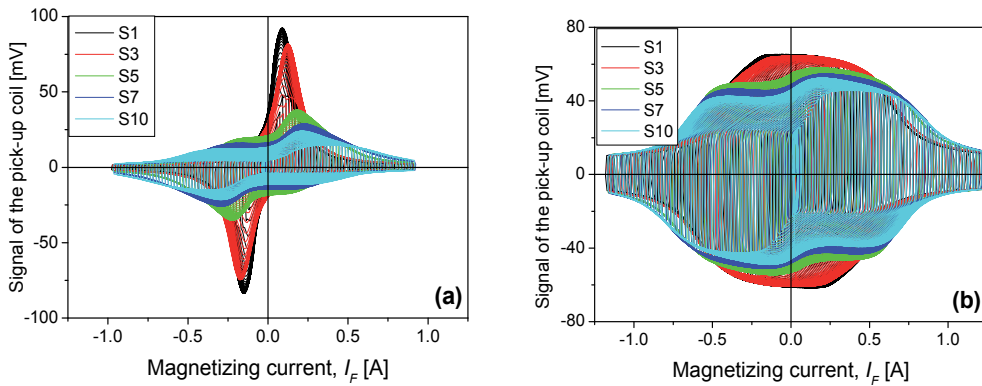 Signal of the pick-up coil [mV]
100
50
0
-50
-100
S1
S3
S5
S7
S10
(a)
-1.0 -0.5 0.0 0.5 1.0
Magnetizing current, I_F [A]
Signal of the pick-up coil [mV]
80
40
0
-40
-80
S1
S3
S5
S7
S10
(b)
-1.0 -0.5 0.0 0.5 1.0
Magnetizing current, I_F [A]